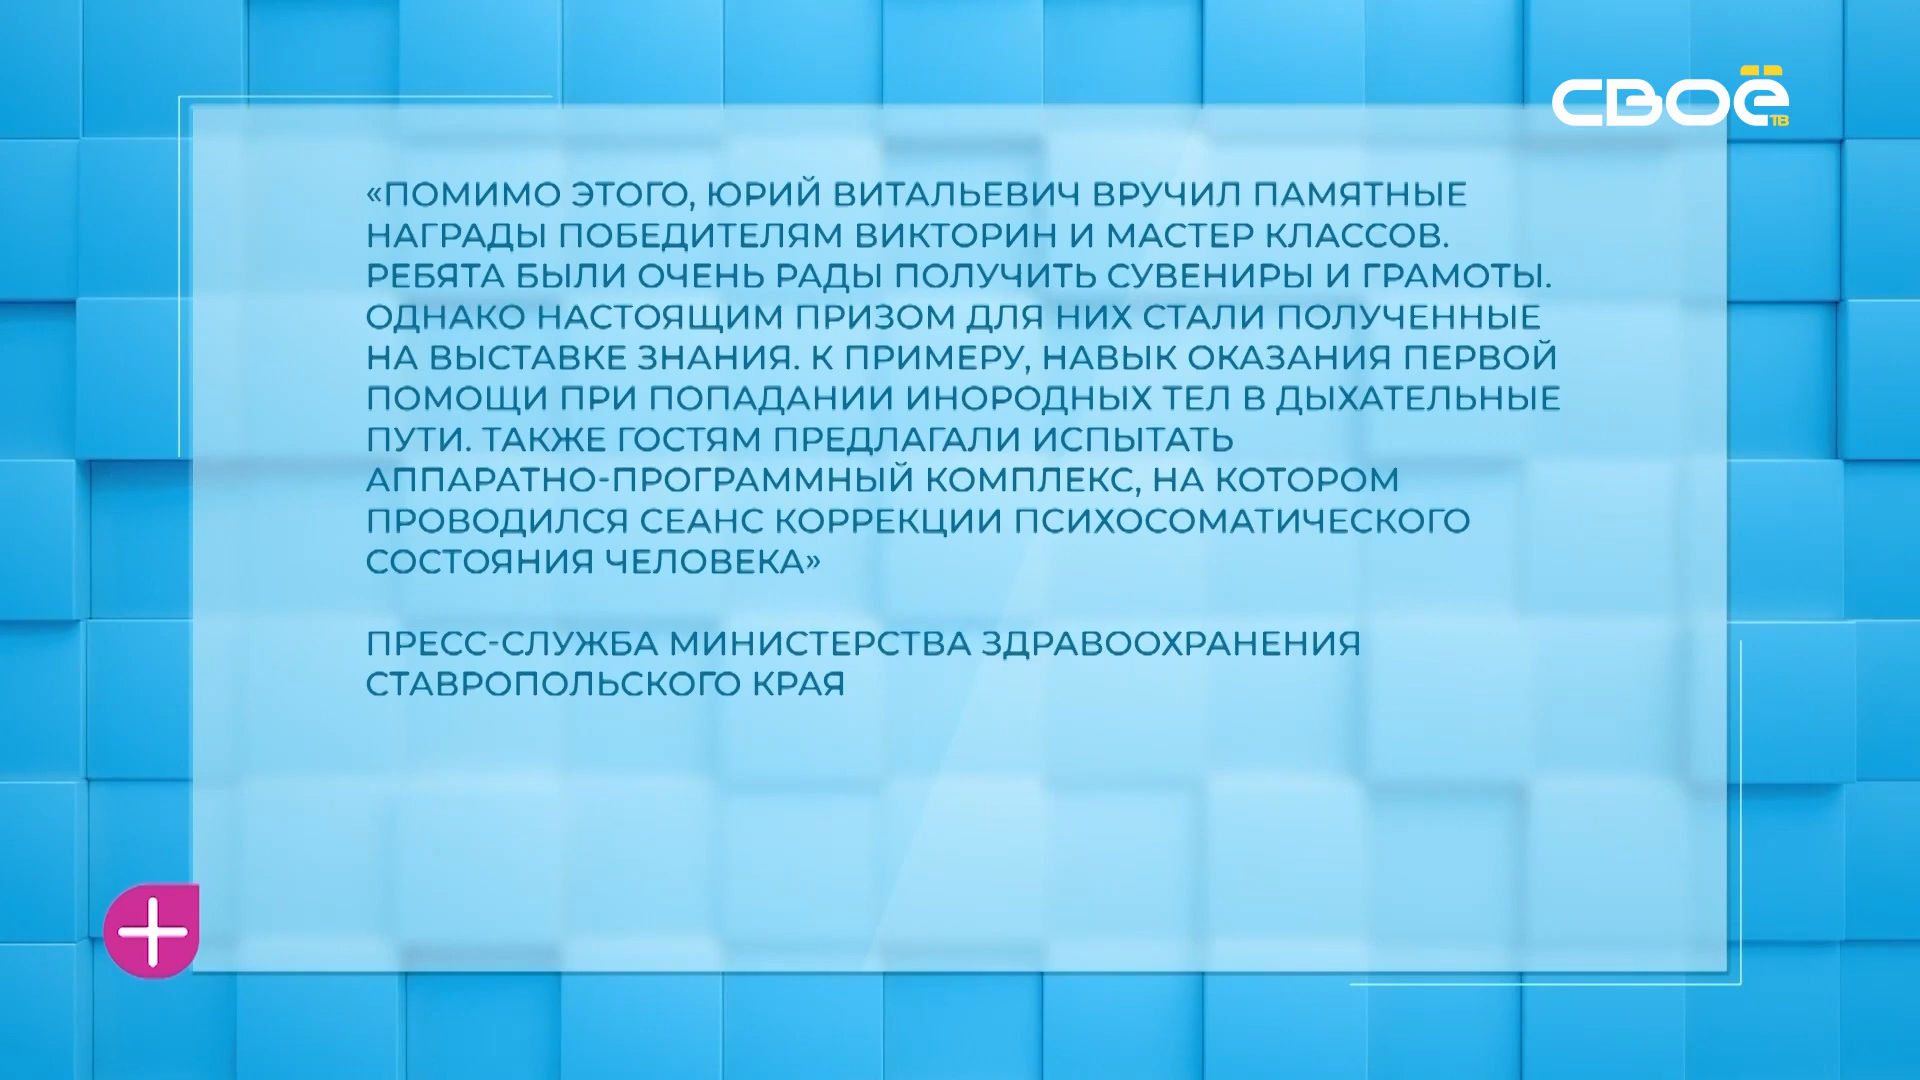 СВОЁ
ТВ
«ПОМИМО ЭТОГО, ЮРИЙ ВИТАЛЬЕВИЧ ВРУЧИЛ ПАМЯТНЫЕ
НАГРАДЫ ПОБЕДИТЕЛЯМ ВИКТОРИН И МАСТЕР КЛАССОВ.
РЕБЯТА БЫЛИ ОЧЕНЬ РАДЫ ПОЛУЧИТЬ СУВЕНИРЫ И ГРАМОТЫ.
ОДНАКО НАСТОЯЩИМ ПРИЗОМ ДЛЯ НИХ СТАЛИ ПОЛУЧЕННЫЕ
НА ВЫСТАВКЕ ЗНАНИЯ. К ПРИМЕРУ, НАВЫК ОКАЗАНИЯ ПЕРВОЙ
ПОМОЩИ ПРИ ПОПАДАНИИ ИНОРОДНЫХ ТЕЛ В ДЫХАТЕЛЬНЫЕ
ПУТИ. ТАКЖЕ ГОСТЯМ ПРЕДЛАГАЛИ ИСПЫТАТЬ
АППАРАТНО-ПРОГРАММНЫЙ КОМПЛЕКС, НА КОТОРОМ
ПРОВОДИЛСЯ СЕАНС КОРРЕКЦИИ ПСИХОСОМАТИЧЕСКОГО
СОСТОЯНИЯ ЧЕЛОВЕКА»
ПРЕСС-СЛУЖБА МИНИСТЕРСТВА ЗДРАВООХРАНЕНИЯ
СТАВРОПОЛЬСКОГО КРАЯ